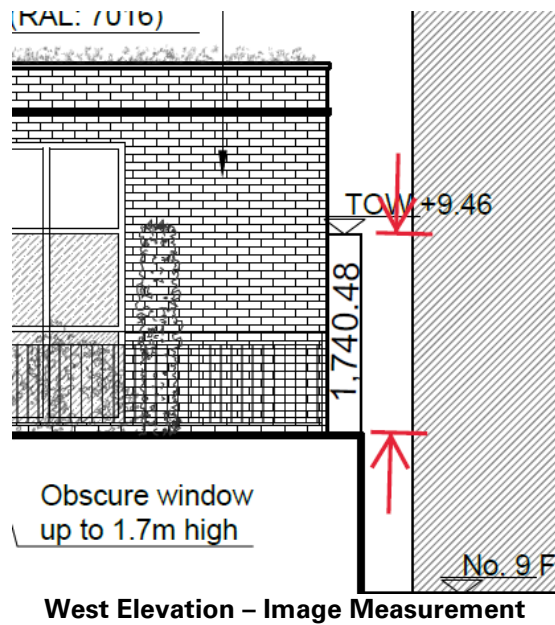 (RAL: 7016)
TOW +9.46
1,740.48
Obscure window
up to 1.7m high
No. 9 F
West Elevation – Image Measurement